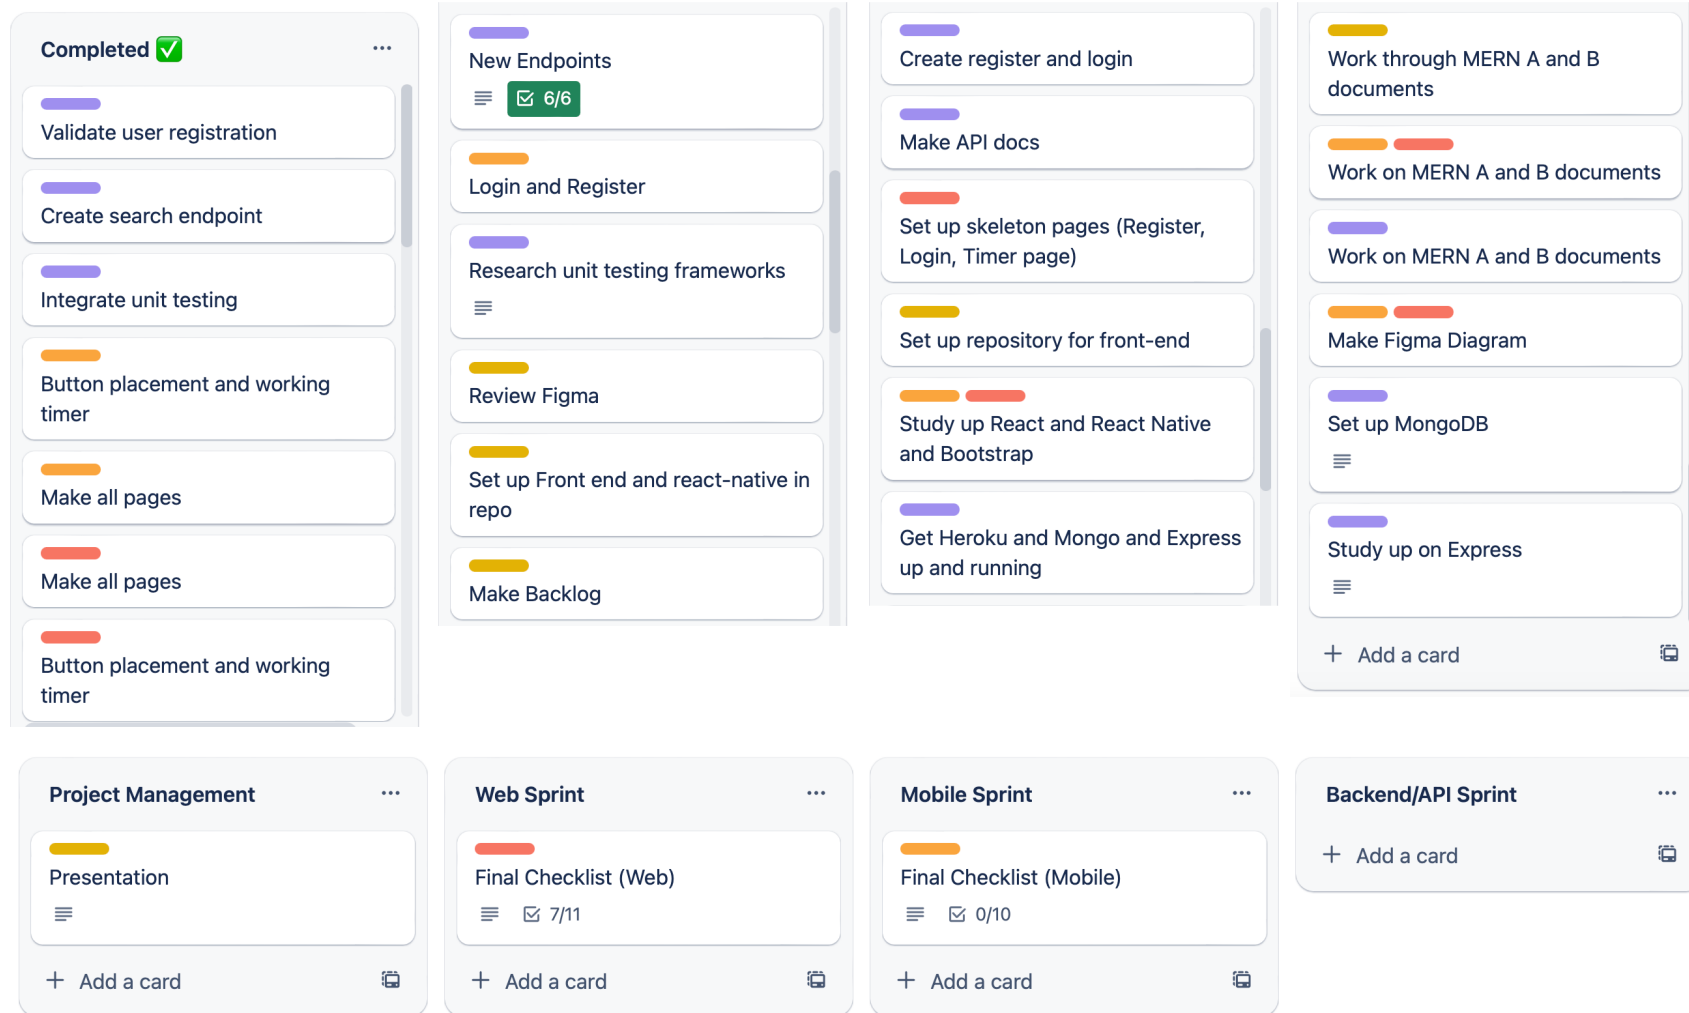 Completed ✅
Validate user registration
Create search endpoint
Integrate unit testing
Button placement and working
timer
Make all pages
Make all pages
Button placement and working
timer
New Endpoints
6/6
Login and Register
Research unit testing frameworks
Review Figma
Set up Front end and react-native in
repo
Make Backlog
Create register and login
Make API docs
Set up skeleton pages (Register,
Login, Timer page)
Set up repository for front-end
Study up React and React Native
and Bootstrap
Get Heroku and Mongo and Express
up and running
Work through MERN A and B
documents
Work on MERN A and B documents
Work on MERN A and B documents
Make Figma Diagram
Set up MongoDB
Study up on Express
Add a card
Project Management
Presentation
Add a card
Web Sprint
Final Checklist (Web)
7/11
Add a card
Mobile Sprint
Final Checklist (Mobile)
0/10
Add a card
Backend/API Sprint
Add a card